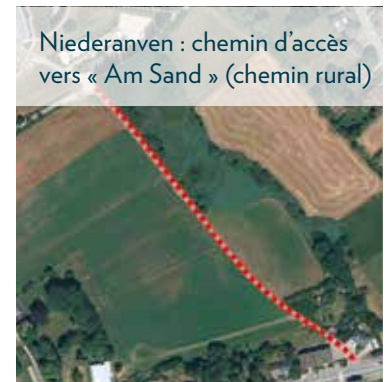 Niederanven : chemin d'accès
vers « Am Sand » (chemin rural)